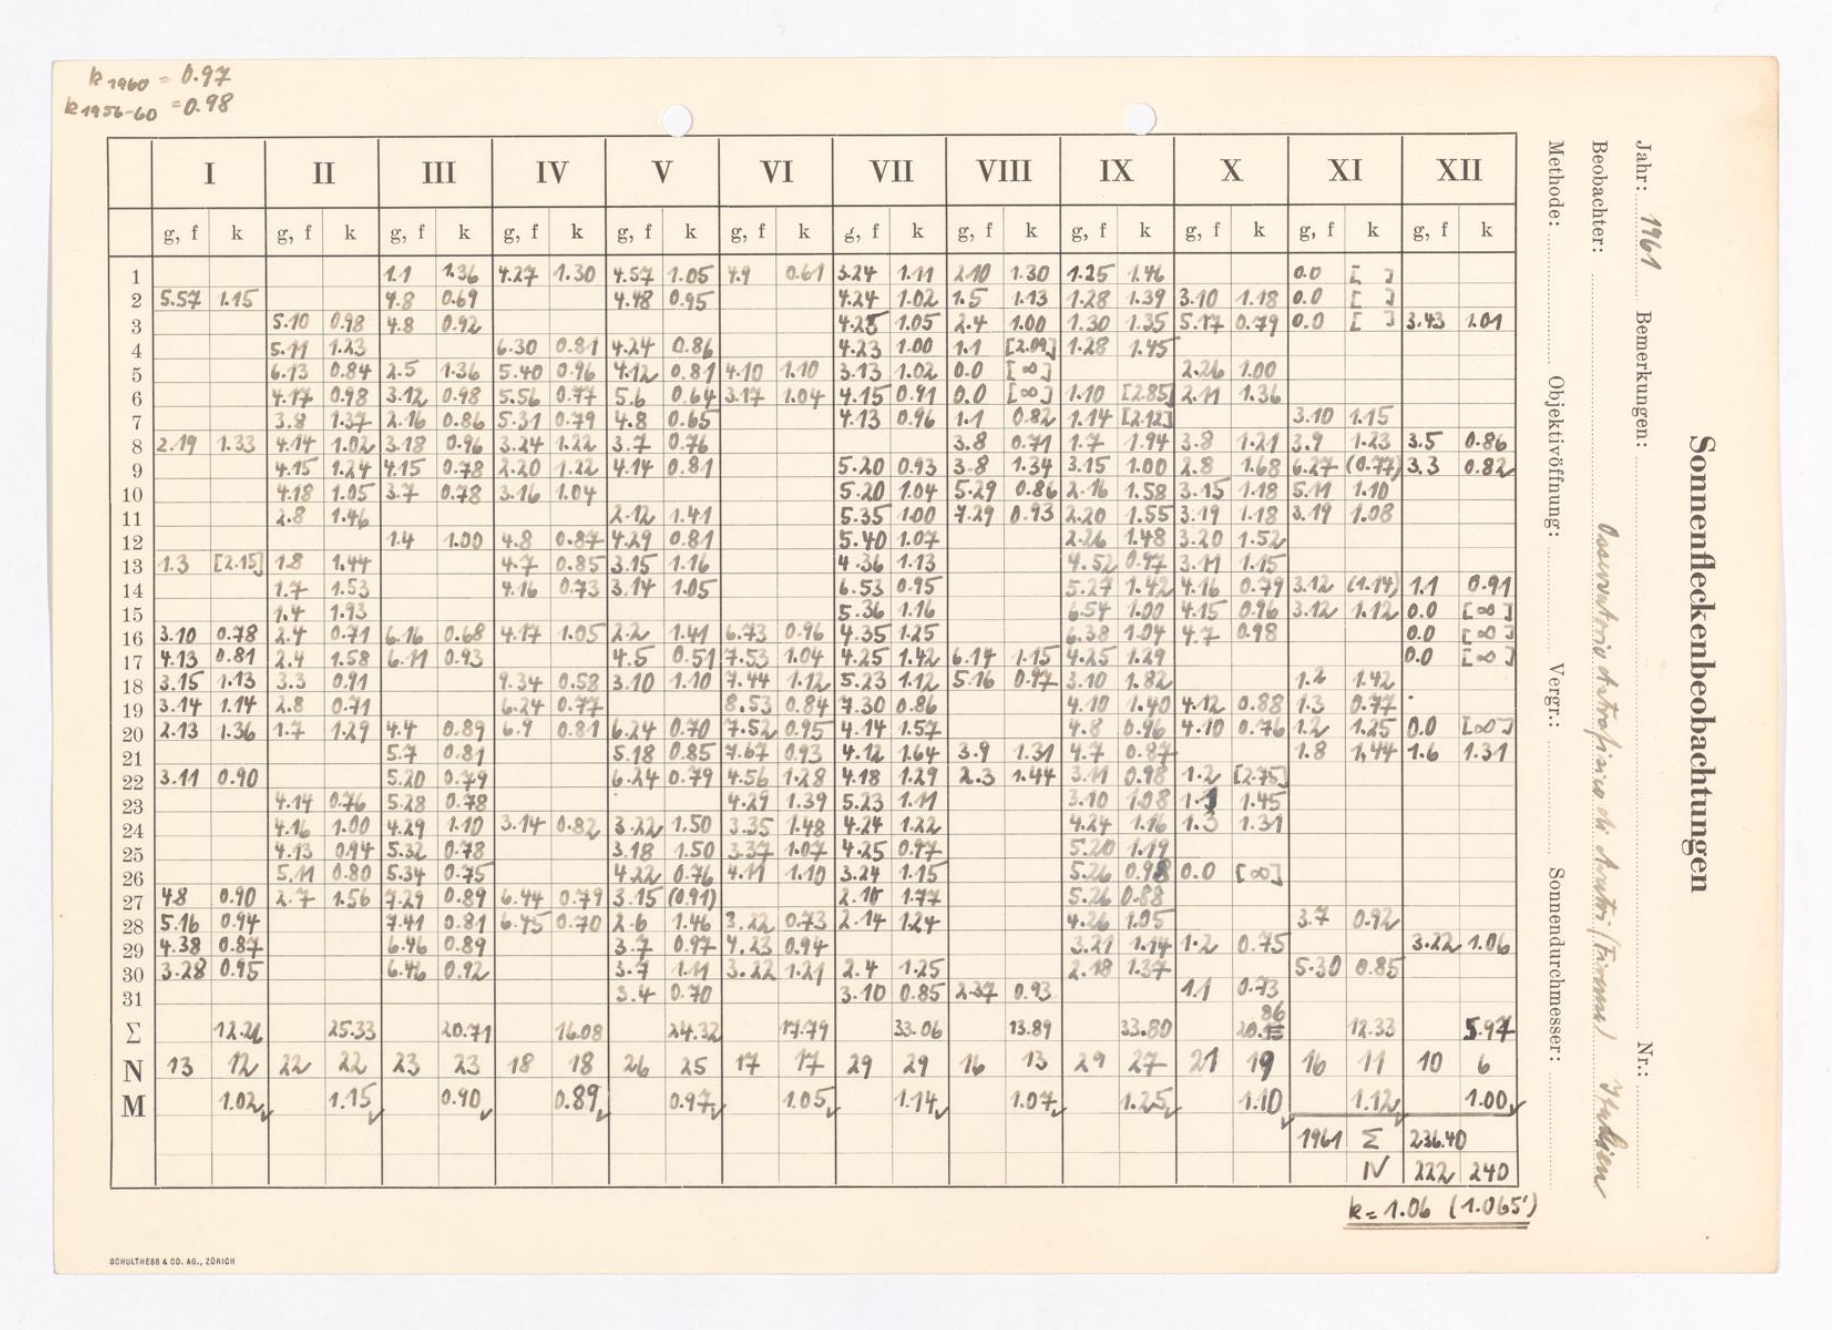 k 1960 = 0.97
k 1956-60 = 0.98
Sonnenfleckenbeobachtungen
Jahr: 1961 Bemerkungen: Nr.:
Beobachter: Osservatorio Astrofisico di Arcetri (Firenze) Italien
Methode: Objektivöffnung: Vergr.: Sonnendurchmesser:
I II III IV V VI VII VIII IX X XI XII
g, f k g, f k g, f k g, f k g, f k g, f k g, f k g, f k g, f k g, f k g, f k g, f k
1 1.1 1.36 4.27 1.30 4.57 1.05 4.9 0.61 3.24 1.11 2.10 1.30 1.25 1.46 0.0 [ ]
2 5.57 1.15 4.8 0.69 4.48 0.95 4.24 1.02 1.5 1.13 1.28 1.39 3.10 1.18 0.0 [ ]
3 5.10 0.98 4.8 0.92 4.25 1.05 2.4 1.00 1.30 1.35 5.17 0.79 0.0 [ ] 3.43 1.01
4 5.11 1.23 6.30 0.81 4.24 0.86 4.23 1.00 1.1 [2.09] 1.28 1.45
5 6.13 0.84 2.5 1.36 5.40 0.96 4.12 0.81 4.10 1.10 3.13 1.02 0.0 [∞] 2.26 1.00
6 4.17 0.98 3.12 0.98 5.56 0.77 5.6 0.64 3.17 1.04 4.15 0.91 0.0 [∞] 1.10 [2.85] 2.11 1.36
7 3.8 1.37 2.16 0.86 5.31 0.79 4.8 0.65 4.13 0.96 1.1 0.82 1.14 [2.12] 3.10 1.15
8 2.19 1.33 4.14 1.02 3.18 0.96 3.24 1.22 3.7 0.76 3.8 0.71 1.7 1.94 3.8 1.21 3.9 1.23 3.5 0.86
9 4.15 1.24 4.15 0.78 2.20 1.22 4.14 0.81 5.20 0.93 3.8 1.34 3.15 1.00 2.8 1.68 6.27 (0.77) 3.3 0.82
10 4.18 1.05 3.7 0.78 3.16 1.04 5.20 1.04 5.29 0.86 2.16 1.58 3.15 1.18 5.11 1.10
11 2.8 1.46 2.12 1.41 5.35 1.00 7.29 0.93 2.20 1.55 3.19 1.18 3.19 1.08
12 1.4 1.00 4.8 0.87 4.29 0.81 5.40 1.07 2.26 1.48 3.20 1.52
13 1.3 [2.15] 1.8 1.44 4.7 0.85 3.15 1.16 4.36 1.13 4.52 0.97 3.11 1.15
14 1.7 1.53 4.16 0.73 3.14 1.05 6.53 0.95 5.27 1.42 4.16 0.79 3.12 (1.14) 1.1 0.91
15 1.4 1.93 5.36 1.16 6.54 1.00 4.15 0.96 3.12 1.12 0.0 [∞]
16 3.10 0.78 2.4 0.71 6.16 0.68 4.17 1.05 2.2 1.41 6.73 0.96 4.35 1.25 6.38 1.04 4.7 0.98 0.0 [∞]
17 4.13 0.81 2.4 1.58 6.11 0.93 4.5 0.51 7.53 1.04 4.25 1.42 6.14 1.15 4.25 1.29 0.0 [∞]
18 3.15 1.13 3.3 0.91 9.34 0.58 3.10 1.10 7.44 1.12 5.23 1.12 5.16 0.97 3.10 1.82 1.2 1.42
19 3.14 1.14 2.8 0.71 6.24 0.77 8.53 0.84 7.30 0.86 4.10 1.40 4.12 0.88 1.3 0.77
20 2.13 1.36 1.7 1.29 4.4 0.89 6.9 0.81 6.24 0.70 7.52 0.95 4.14 1.57 4.8 0.96 4.10 0.76 1.2 1.25 0.0 [∞]
21 5.7 0.81 5.18 0.85 7.67 0.93 4.12 1.64 3.9 1.31 4.7 0.87 1.8 1.44 1.6 1.31
22 3.11 0.90 5.20 0.79 6.24 0.79 4.56 1.28 4.18 1.29 2.3 1.44 3.11 0.98 1.2 [2.75]
23 4.14 0.76 5.28 0.78 4.29 1.39 5.23 1.11 3.10 1.08 1.1 1.45
24 4.16 1.00 4.29 1.10 3.14 0.82 3.22 1.50 3.35 1.48 4.24 1.22 4.24 1.16 1.3 1.31
25 4.13 0.94 5.32 0.78 3.18 1.50 3.37 1.07 4.25 0.97 5.20 1.19
26 5.11 0.80 5.34 0.75 4.22 0.76 4.11 1.10 3.24 1.15 5.26 0.98 0.0 [∞]
27 4.8 0.90 2.7 1.56 7.29 0.89 6.44 0.79 3.15 (0.91) 2.10 1.77 5.26 0.88
28 5.16 0.94 7.41 0.81 6.45 0.70 2.6 1.46 3.22 0.73 2.14 1.24 4.26 1.05 3.7 0.92
29 4.38 0.87 6.46 0.89 3.7 0.97 4.23 0.94 3.21 1.14 1.2 0.75 3.22 1.06
30 3.28 0.95 6.46 0.92 3.7 1.11 3.22 1.21 2.4 1.25 2.18 1.37 5.30 0.85
31 3.4 0.70 3.10 0.85 2.37 0.93 1.1 0.73
Σ 12.26 25.33 20.71 16.08 24.32 17.79 33.06 13.89 33.80 20.86 12.33 5.97
N 13 12 22 22 23 23 18 18 26 25 17 17 29 29 16 13 29 27 21 19 16 11 10 6
M 1.02 1.15 0.90 0.89 0.97 1.05 1.14 1.07 1.25 1.10 1.12 1.00
1961 Σ 236.40
N 222 240
k = 1.06 (1.065)
SCHULTHESS & CO. AG., ZÜRICH